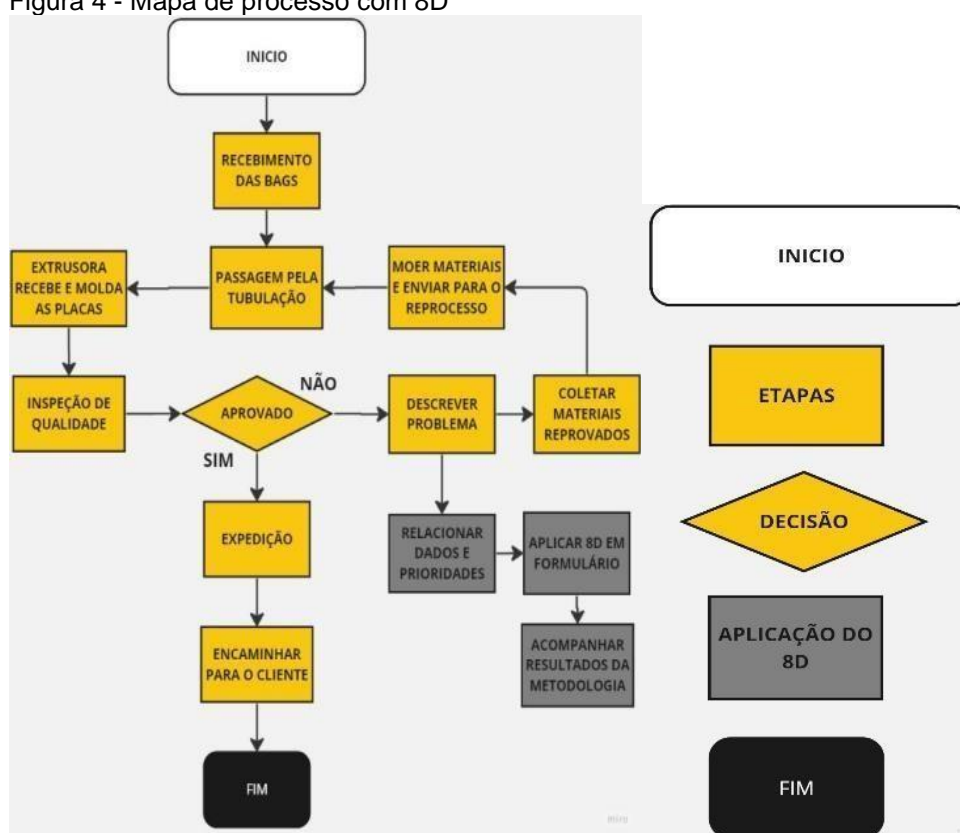 Figura 4 - Mapa de processo com 8D
INICIO
RECEBIMENTO
DAS BAGS
EXTRUSORA
RECEBE E MOLDA
AS PLACAS
PASSAGEM PELA
TUBULAÇÃO
MOER MATERIAIS
E ENVIAR PARA O
REPROCESSO
INSPEÇÃO DE
QUALIDADE
APROVADO
NÃO
SIM
DESCREVER
PROBLEMA
COLETAR
MATERIAIS
REPROVADOS
EXPEDIÇÃO
RELACIONAR
DADOS E
PRIORIDADES
APLICAR 8D EM
FORMULÁRIO
ENCAMINHAR
PARA O CLIENTE
ACOMPANHAR
RESULTADOS DA
METODOLOGIA
FIM
miro
INICIO
ETAPAS
DECISÃO
APLICAÇÃO DO
8D
FIM